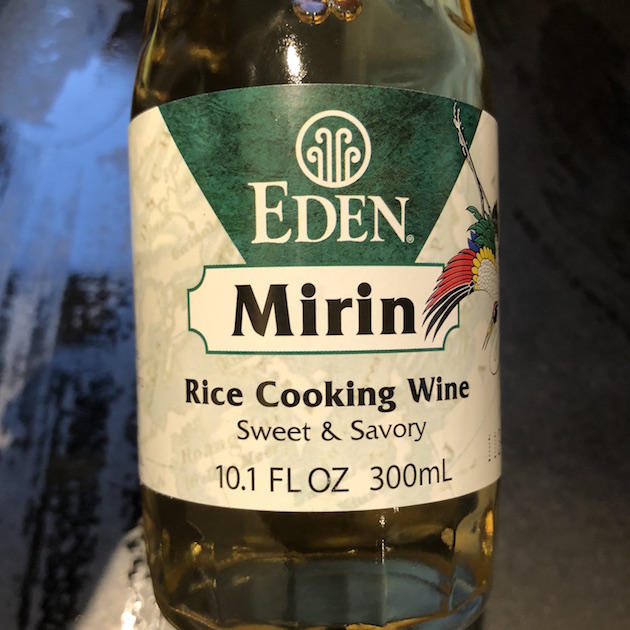 EDEN®
Mirin
Rice Cooking Wine
Sweet & Savory
10.1 FL OZ 300mL